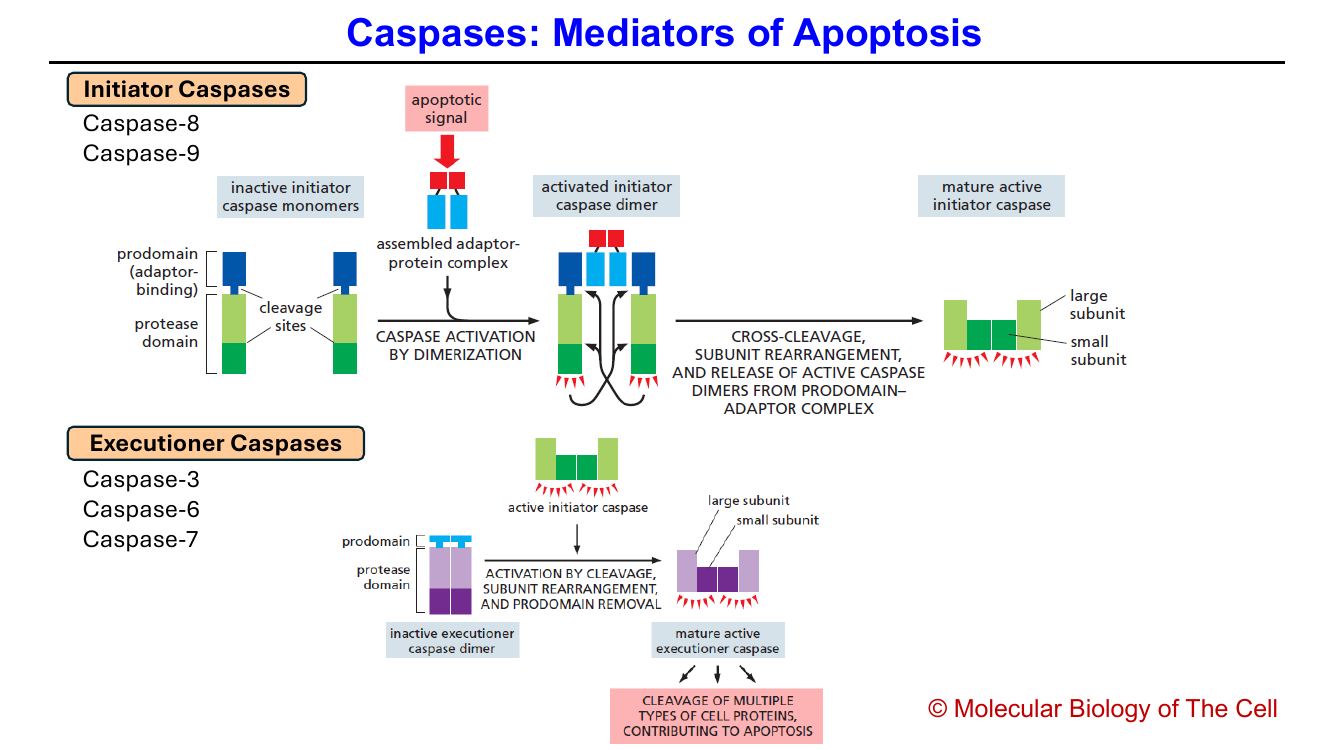 Caspases: Mediators of Apoptosis
Initiator Caspases
Caspase-8
Caspase-9
apoptotic
signal
inactive initiator
caspase monomers
activated initiator
caspase dimer
mature active
initiator caspase
assembled adaptor-
protein complex
prodomain
(adaptor-
binding)
protease
domain
cleavage
sites
CASPASE ACTIVATION
BY DIMERIZATION
CROSS-CLEAVAGE,
SUBUNIT REARRANGEMENT,
AND RELEASE OF ACTIVE CASPASE
DIMERS FROM PRODOMAIN–
ADAPTOR COMPLEX
large
subunit
small
subunit
Executioner Caspases
Caspase-3
Caspase-6
Caspase-7
active initiator caspase
large subunit
small subunit
prodomain
protease
domain
ACTIVATION BY CLEAVAGE,
SUBUNIT REARRANGEMENT,
AND PRODOMAIN REMOVAL
inactive executioner
caspase dimer
mature active
executioner caspase
CLEAVAGE OF MULTIPLE
TYPES OF CELL PROTEINS,
CONTRIBUTING TO APOPTOSIS
© Molecular Biology of The Cell